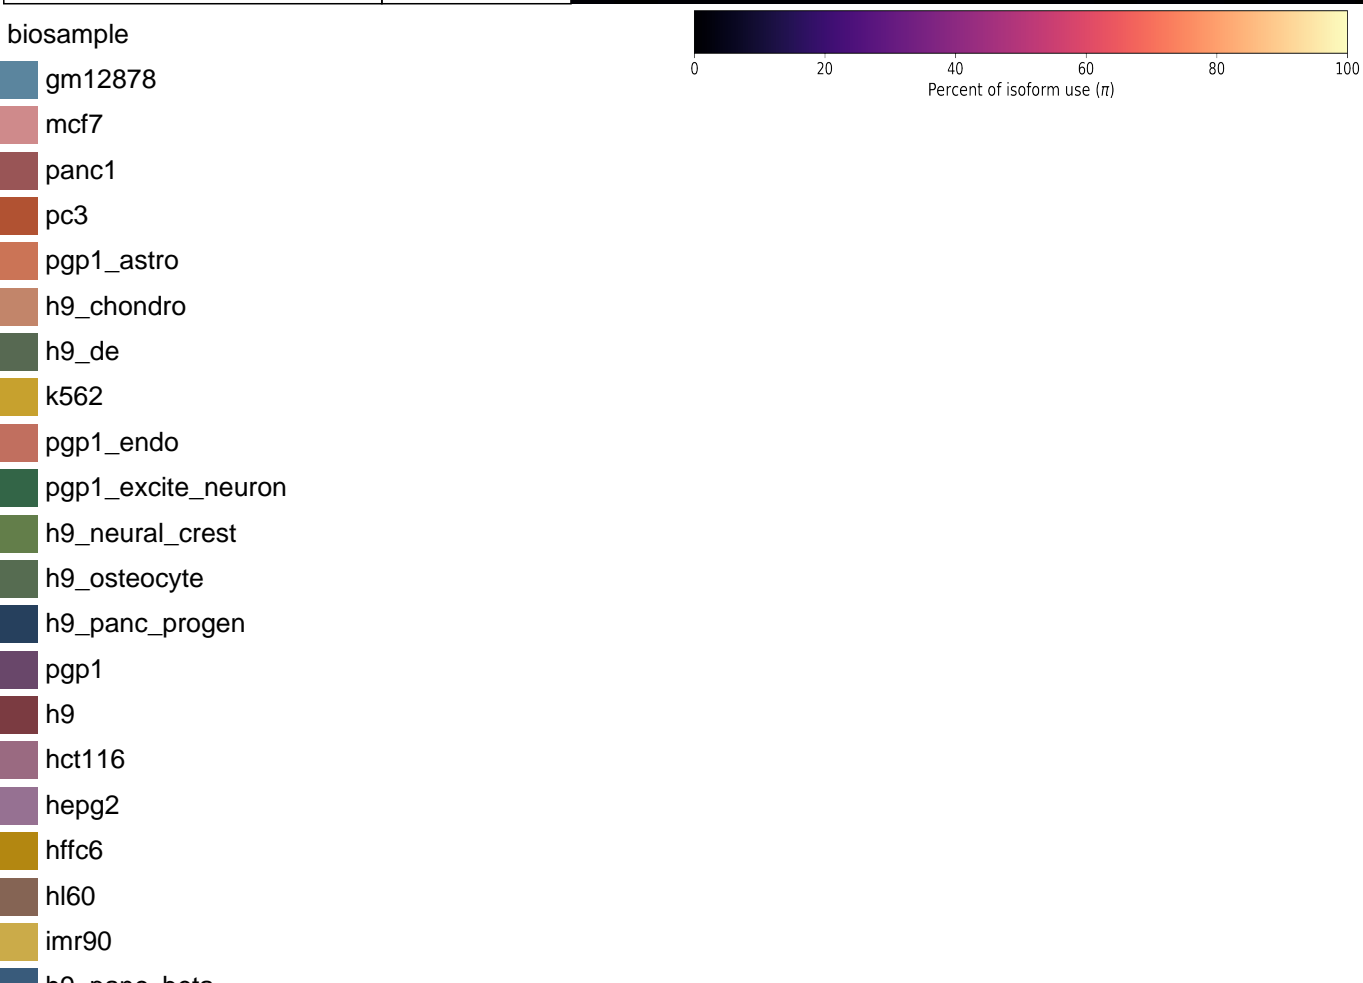 biosample
gm12878
mcf7
panc1
pc3
pgp1_astro
h9_chondro
h9_de
k562
pgp1_endo
pgp1_excite_neuron
h9_neural_crest
h9_osteocyte
h9_panc_progen
pgp1
h9
hct116
hepg2
hffc6
hl60
imr90
h9_panc_beta
0 20 40 60 80 100
Percent of isoform use (π)